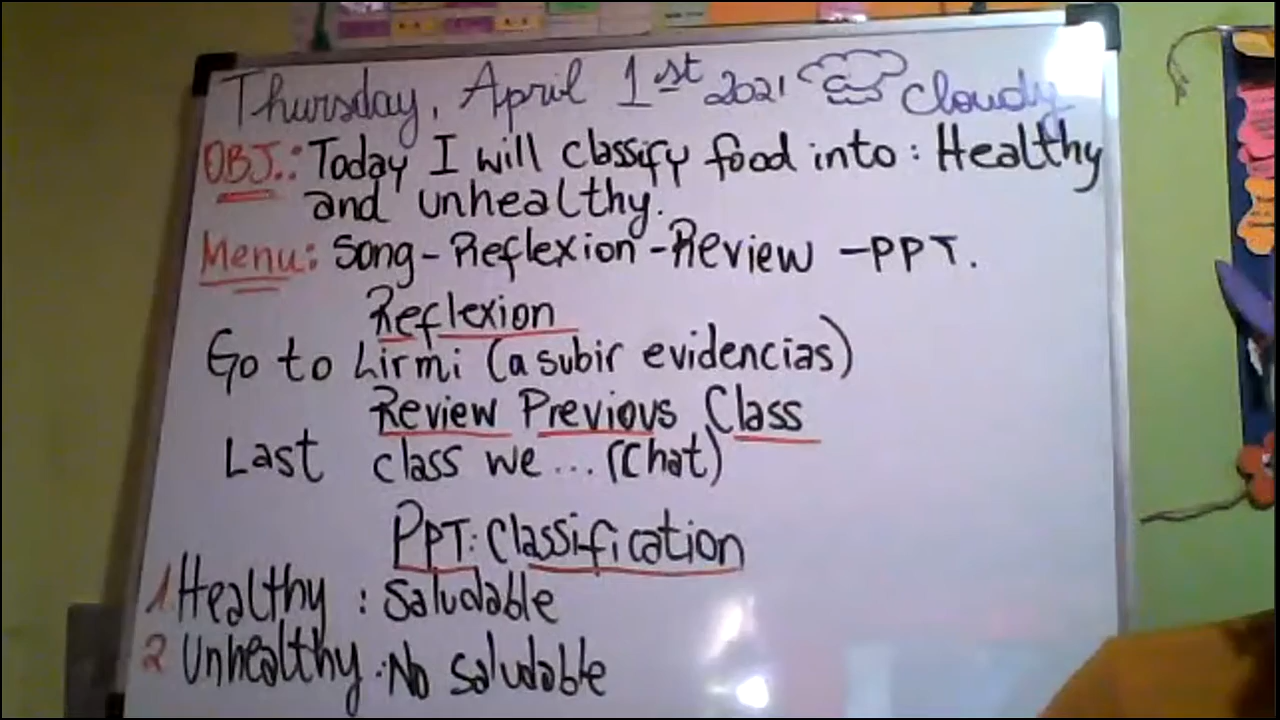 Thursday, April 1st 2021 Cloudy
OBJ.: Today I will classify food into: Healthy
and unhealthy.
Menu: Song - Reflexion - Review - PPT.
Reflexion
Go to Lirmi (a subir evidencias)
Review Previous Class
Last class we ... (Chat)
PPT: Classification
1. Healthy : Saludable
2 Unhealthy : No saludable